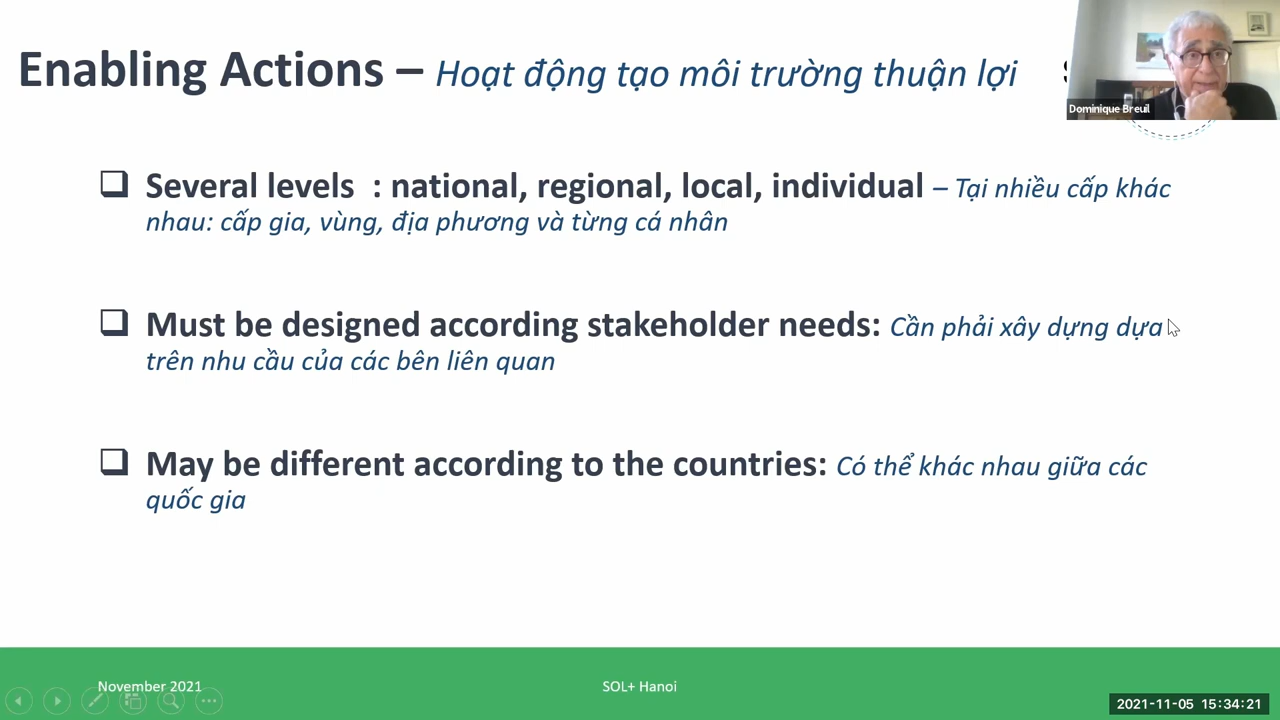 Enabling Actions – Hoạt động tạo môi trường thuận lợi
Dominique Breuil
❑ Several levels : national, regional, local, individual – Tại nhiều cấp khác
nhau: cấp gia, vùng, địa phương và từng cá nhân
❑ Must be designed according stakeholder needs: Cần phải xây dựng dựa
trên nhu cầu của các bên liên quan
❑ May be different according to the countries: Có thể khác nhau giữa các
quốc gia
November 2021
SOL+ Hanoi
2021-11-05 15:34:21